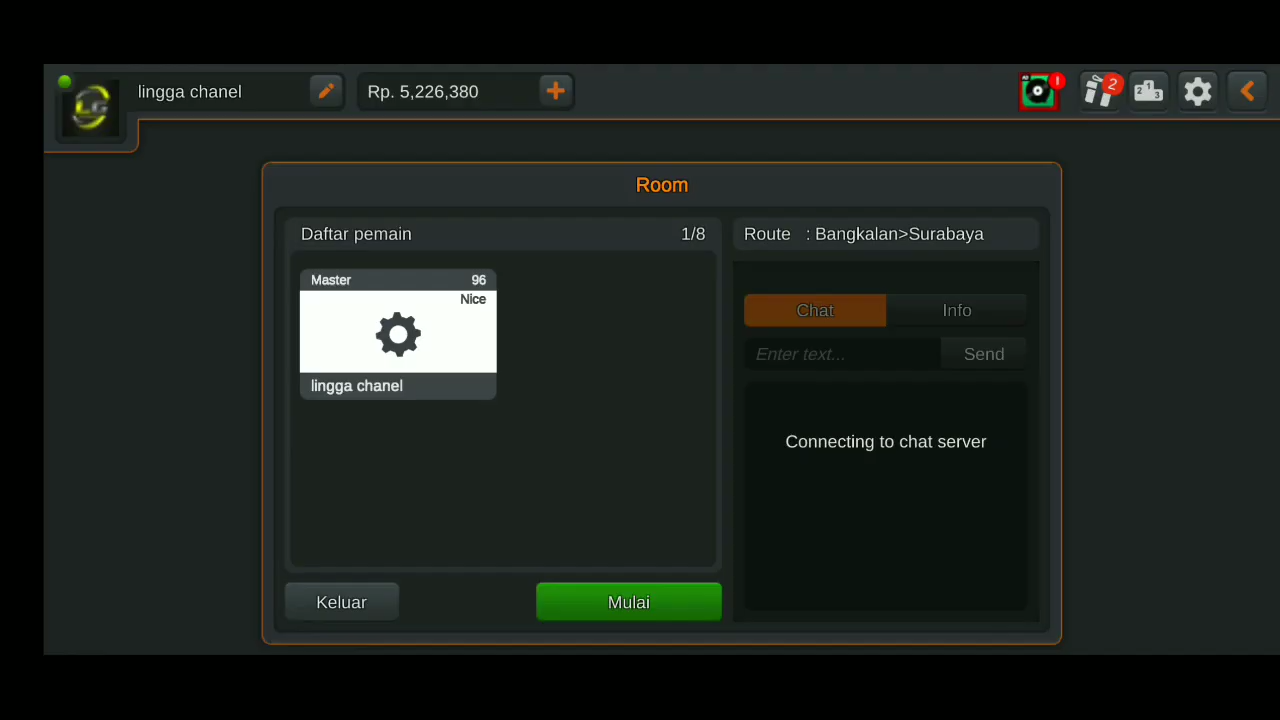 lingga chanel
Rp. 5,226,380
2
Room
Daftar pemain 1/8
Route : Bangkalan>Surabaya
Master 96
Nice
lingga chanel
Chat Info
Enter text... Send
Connecting to chat server
Keluar Mulai